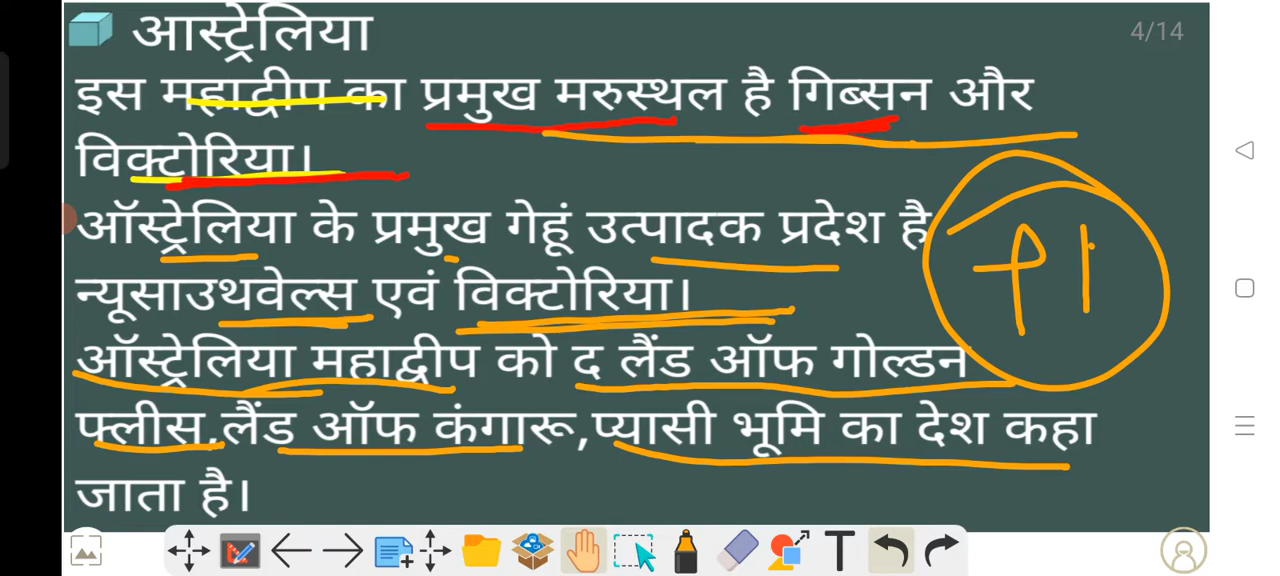 आस्ट्रेलिया
4/14
इस महाद्वीप का प्रमुख मरुस्थल है गिब्सन और
विक्टोरिया।
ऑस्ट्रेलिया के प्रमुख गेहूं उत्पादक प्रदेश है
न्यूसाउथवेल्स एवं विक्टोरिया।
ऑस्ट्रेलिया महाद्वीप को द लैंड ऑफ गोल्डन
फ्लीस,लैंड ऑफ कंगारू,प्यासी भूमि का देश कहा
जाता है।